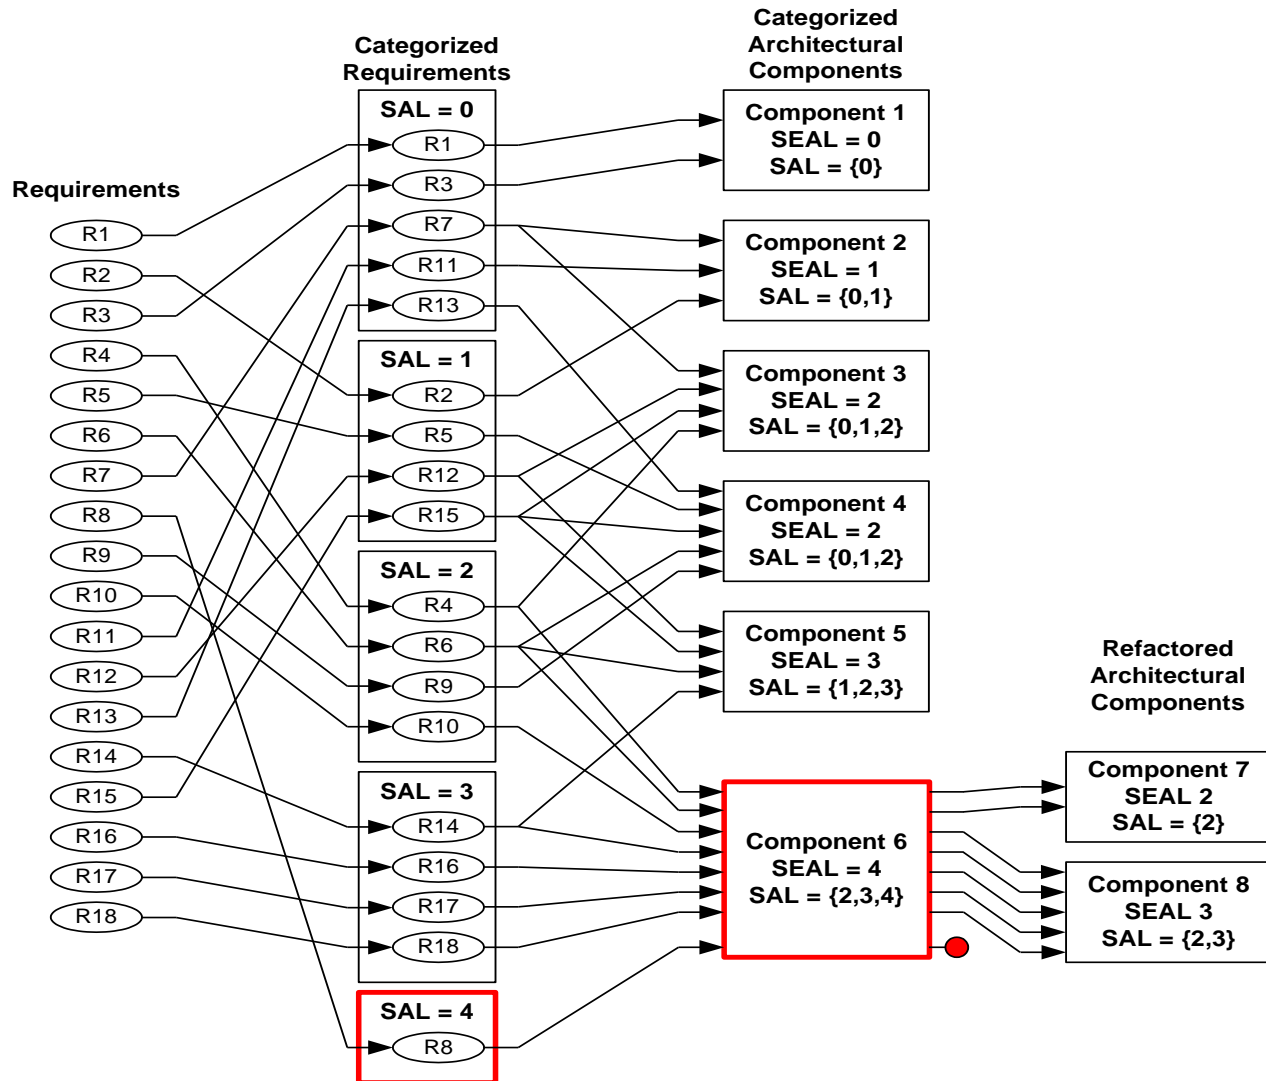 Requirements
R1
R2
R3
R4
R5
R6
R7
R8
R9
R10
R11
R12
R13
R14
R15
R16
R17
R18
Categorized
Requirements
SAL = 0
R1
R3
R7
R11
R13
SAL = 1
R2
R5
R12
R15
SAL = 2
R4
R6
R9
R10
SAL = 3
R14
R16
R17
R18
SAL = 4
R8
Categorized
Architectural
Components
Component 1
SEAL = 0
SAL = {0}
Component 2
SEAL = 1
SAL = {0,1}
Component 3
SEAL = 2
SAL = {0,1,2}
Component 4
SEAL = 2
SAL = {0,1,2}
Component 5
SEAL = 3
SAL = {1,2,3}
Component 6
SEAL = 4
SAL = {2,3,4}
Refactored
Architectural
Components
Component 7
SEAL 2
SAL = {2}
Component 8
SEAL 3
SAL = {2,3}